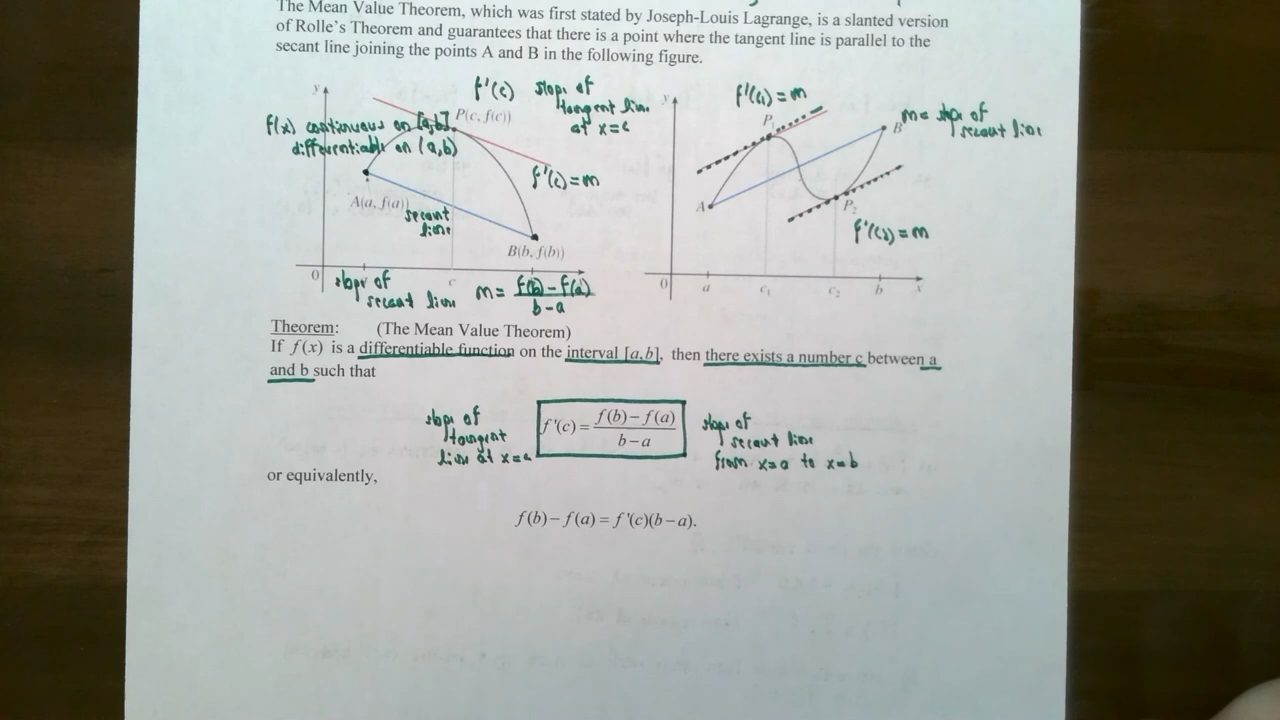 The Mean Value Theorem, which was first stated by Joseph-Louis Lagrange, is a slanted version
of Rolle's Theorem and guarantees that there is a point where the tangent line is parallel to the
secant line joining the points A and B in the following figure.
y
f'(c) slope of
tangent line
at x=c
f(x) continuous on [a,b]
differentiable on (a,b)
P(c, f(c))
f'(c)=m
A(a, f(a))
secant
line
B(b, f(b))
0
c
slope of
secant line m= f(b)-f(a)
b-a
y
f'(c₁)=m
P₁
B
m= slope of
secant line
A
P₂
f'(c₂)=m
0
a
c₁
c₂
b
x
Theorem: (The Mean Value Theorem)
If f(x) is a differentiable function on the interval [a,b], then there exists a number c between a
and b such that
slope of
tangent
line at x=c
f'(c)= f(b)−f(a)
b−a
slope of
secant line
from x=a to x=b
or equivalently,
f(b)−f(a)= f'(c)(b−a).